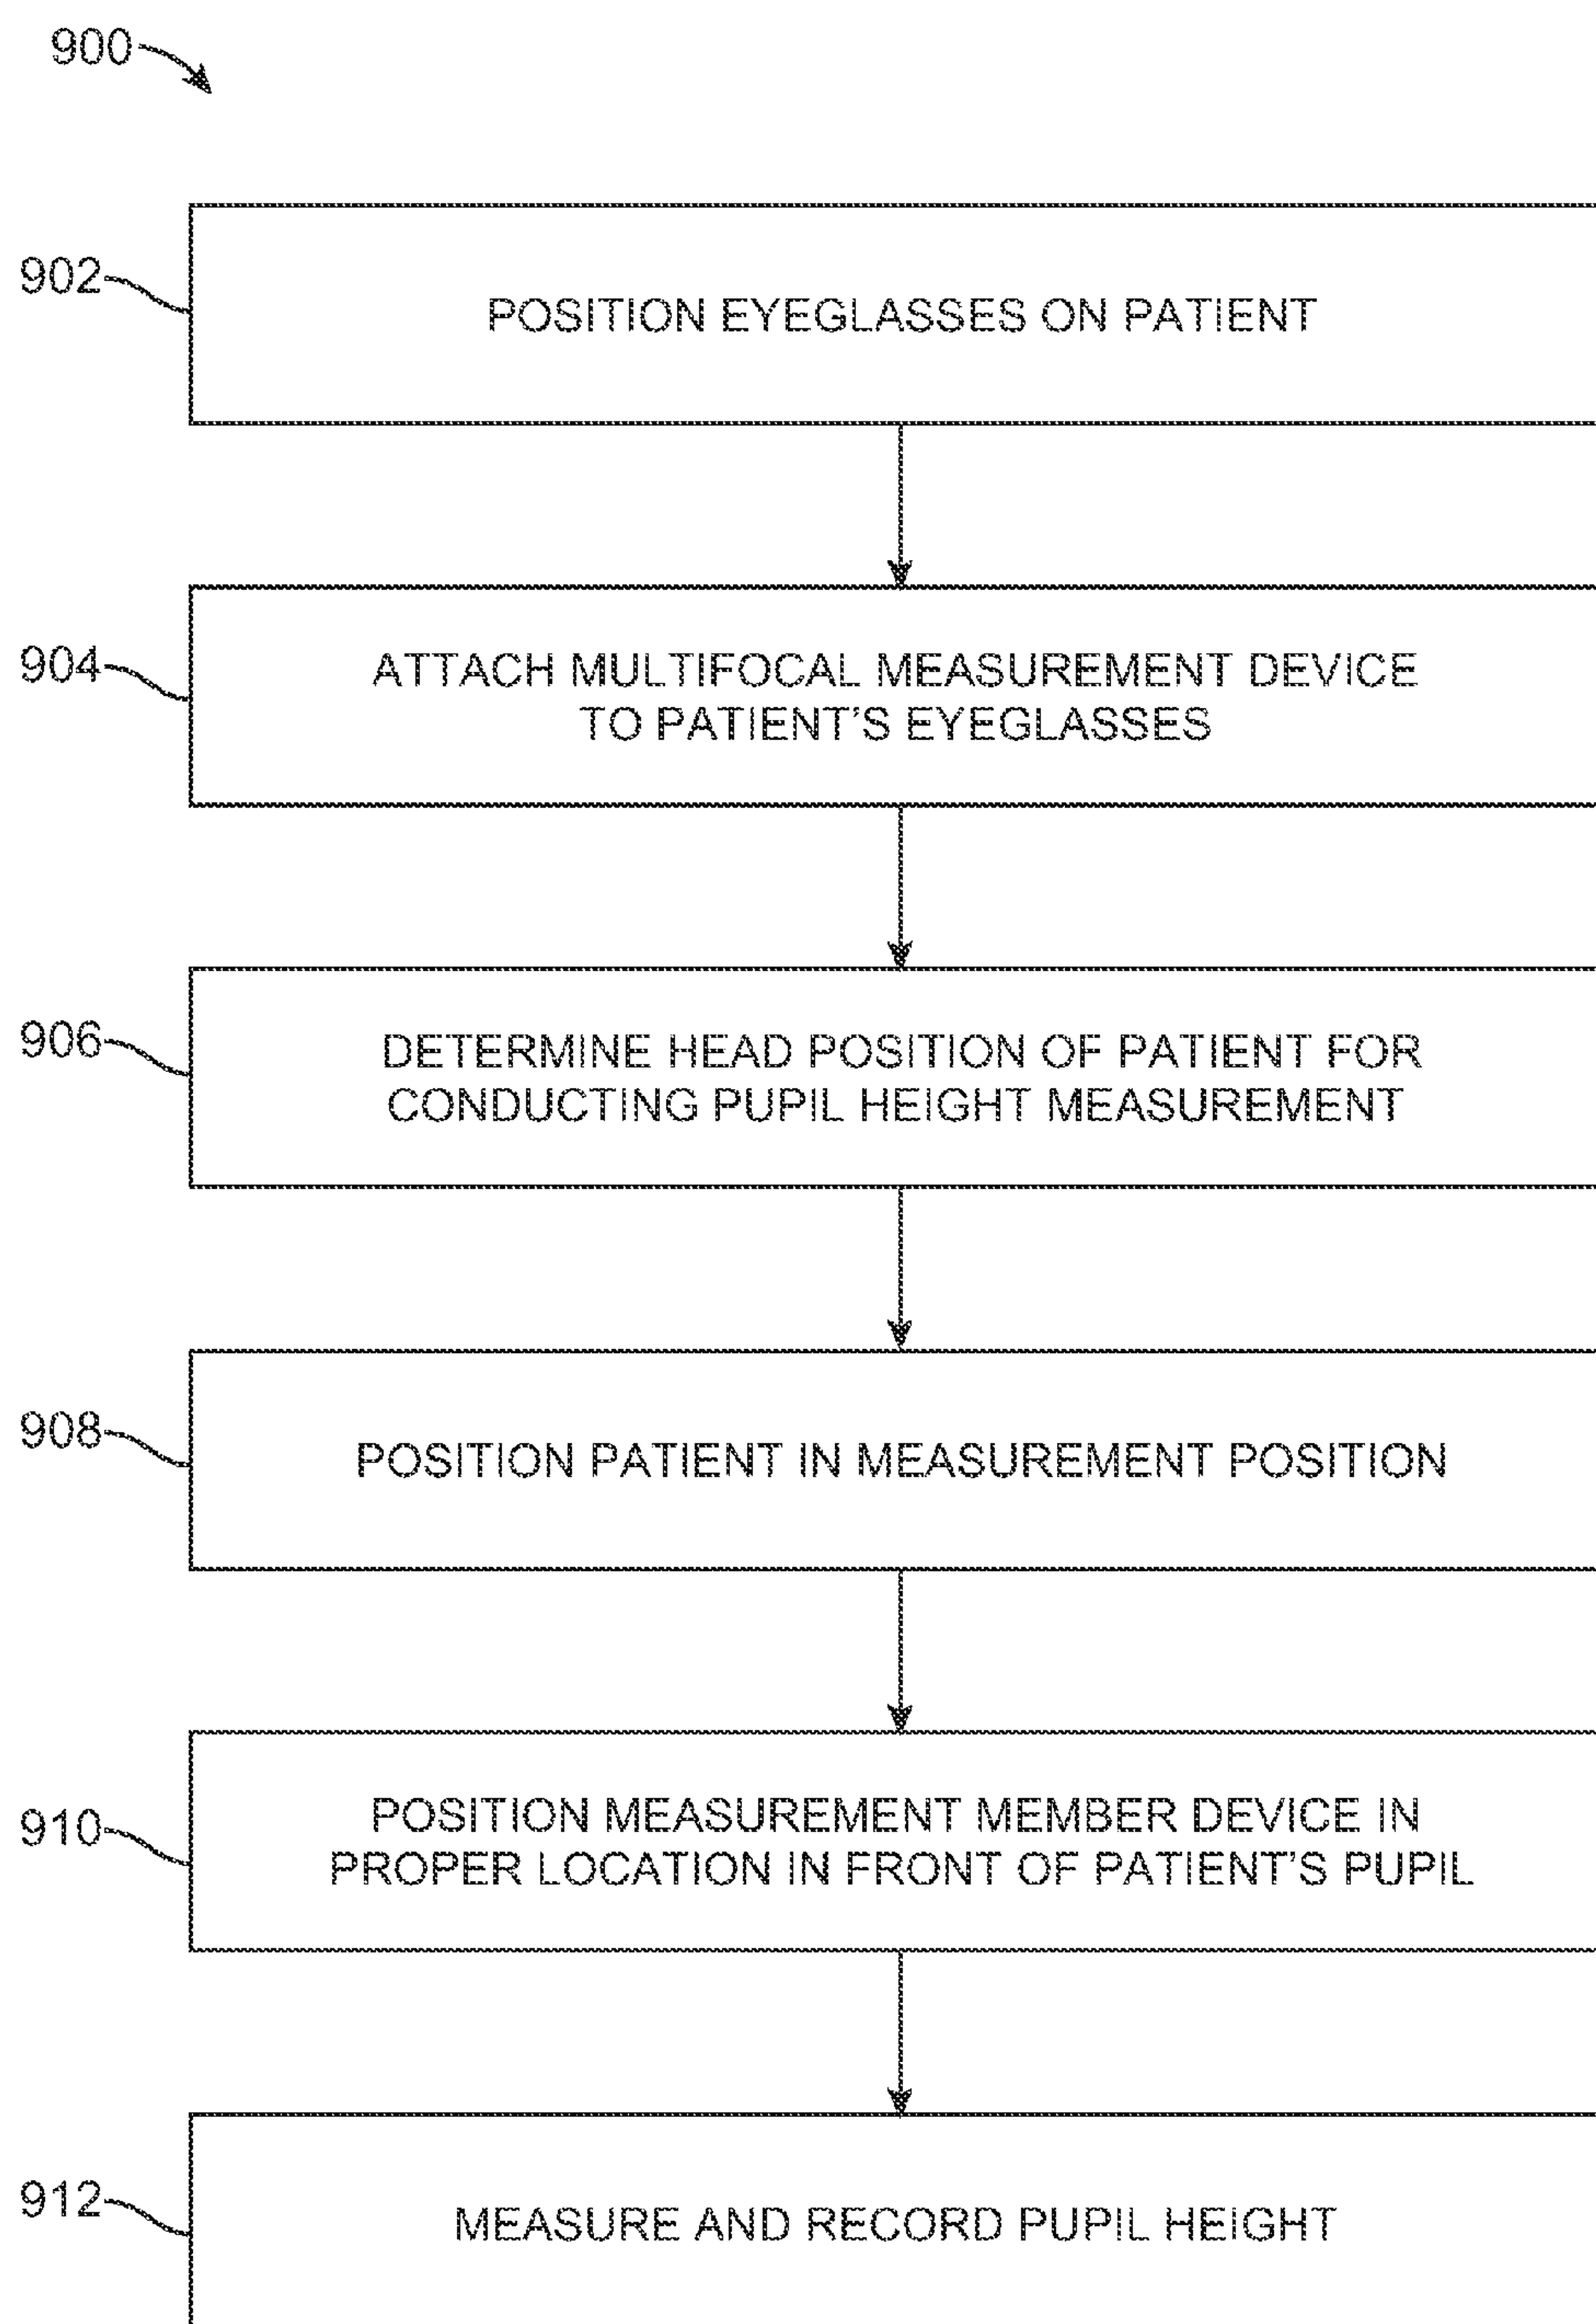 900
902
POSITION EYEGLASSES ON PATIENT
904
ATTACH MULTIFOCAL MEASUREMENT DEVICE
TO PATIENT'S EYEGLASSES
906
DETERMINE HEAD POSITION OF PATIENT FOR
CONDUCTING PUPIL HEIGHT MEASUREMENT
908
POSITION PATIENT IN MEASUREMENT POSITION
910
POSITION MEASUREMENT MEMBER DEVICE IN
PROPER LOCATION IN FRONT OF PATIENT'S PUPIL
912
MEASURE AND RECORD PUPIL HEIGHT